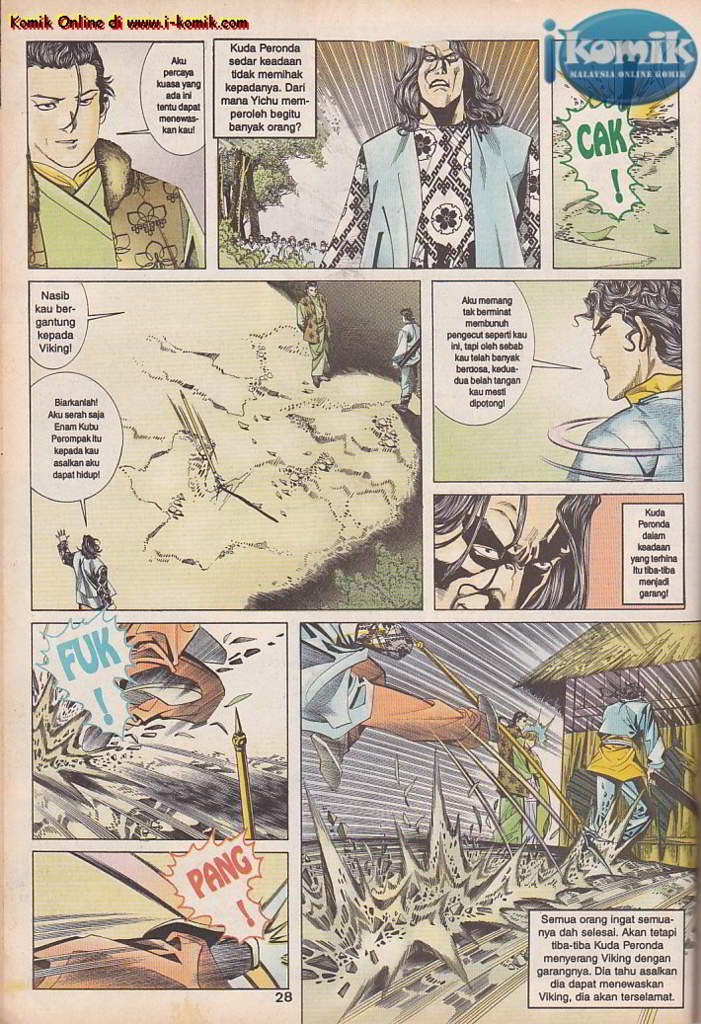 Komik Online di www.i-komik.com
ikomik
MALAYSIA ONLINE KOMIK
Aku
percaya
kuasa yang
ada ini
tentu dapat
menewas-
kan kau!
Kuda Peronda
sedar keadaan
tidak memihak
kepadanya. Dari
mana Yichu mem-
peroleh begitu
banyak orang?
CAK
!
Nasib
kau ber-
gantung
kepada
Viking!
Biarkanlah!
Aku serah saja
Enam Kubu
Perompak itu
kepada kau
asalkan aku
dapat hidup!
Aku memang
tak berminat
membunuh
pengecut seperti kau
ini, tapi oleh sebab
kau telah banyak
berdosa, kedua-
dua belah tangan
kau mesti
dipotong!
Kuda
Peronda
dalam
keadaan
yang terhina
itu tiba-tiba
menjadi
garang!
FUK
!
PANG
!
Semua orang ingat semua-
nya dah selesai. Akan tetapi
tiba-tiba Kuda Peronda
menyerang Viking dengan
garangnya. Dia tahu asalkan
dia dapat menewaskan
Viking, dia akan terselamat.
28